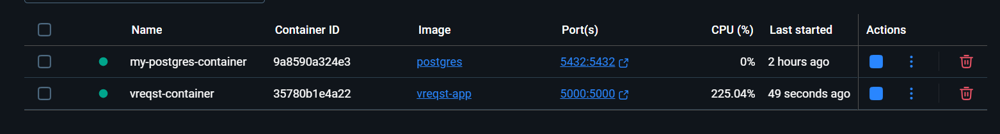 Name Container ID Image Port(s) CPU (%) Last started Actions
my-postgres-container 9a8590a324e3 postgres 5432:5432 0% 2 hours ago
vreqst-container 35780b1e4a22 vreqst-app 5000:5000 225.04% 49 seconds ago